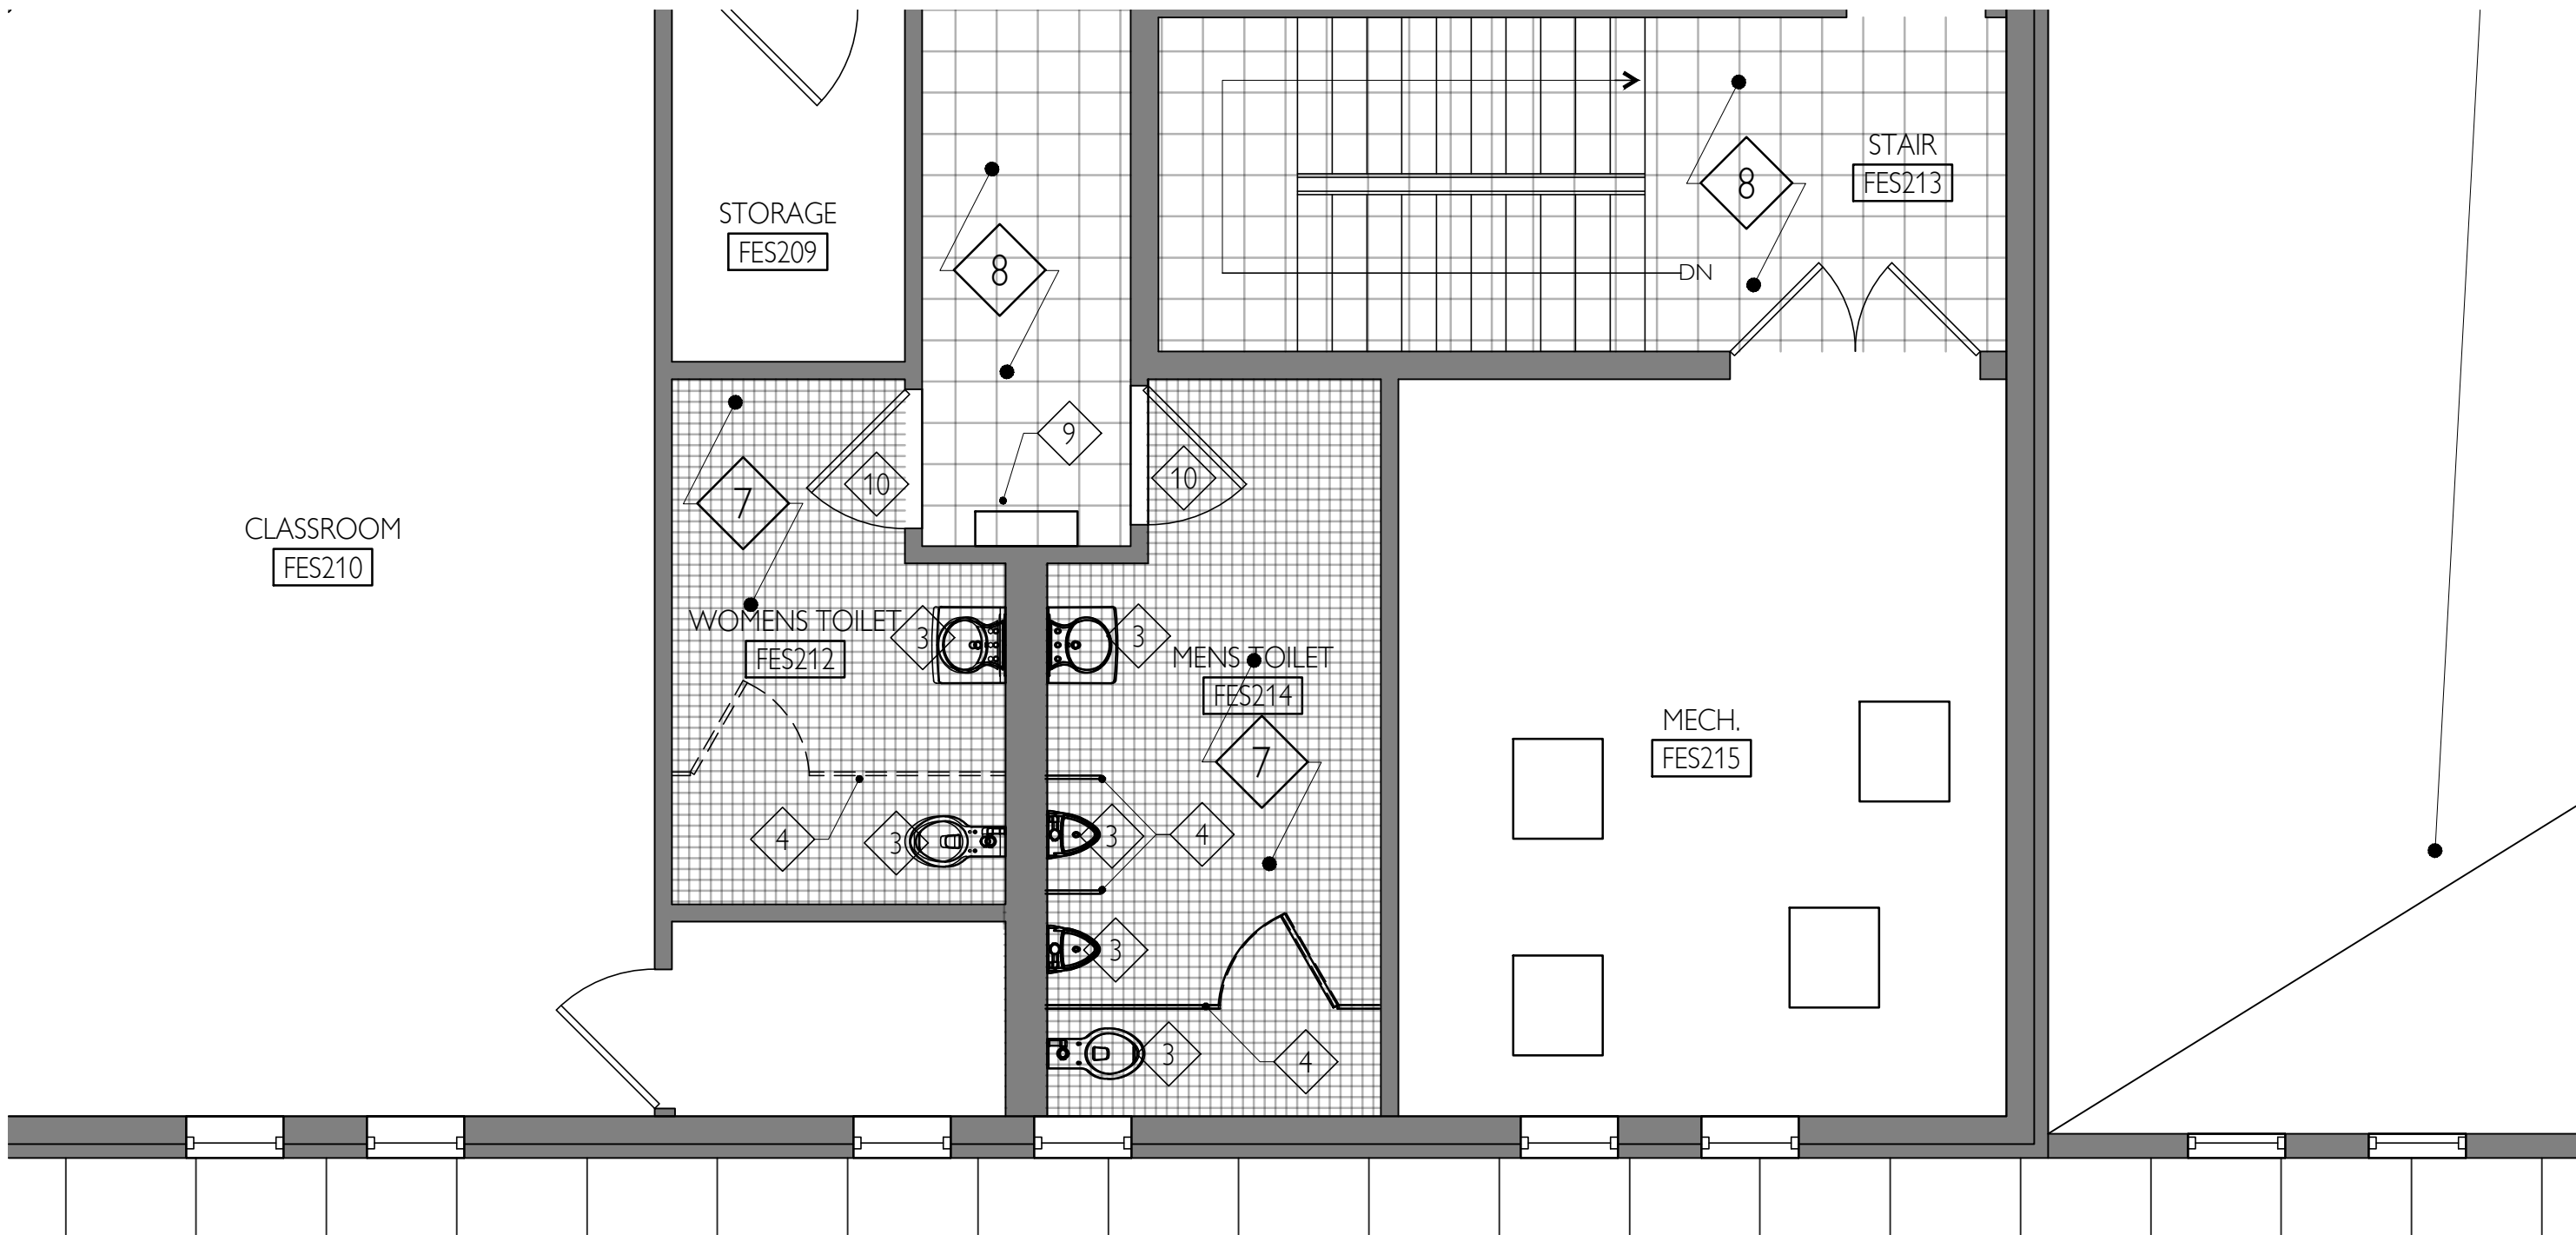 STAIR
FES213
8
STORAGE
FES209
8
DN
9
10
10
7
CLASSROOM
FES210
WOMENS TOILET
FES212
3
3
MENS TOILET
FES214
7
MECH.
FES215
4
3
3
4
3
3
4